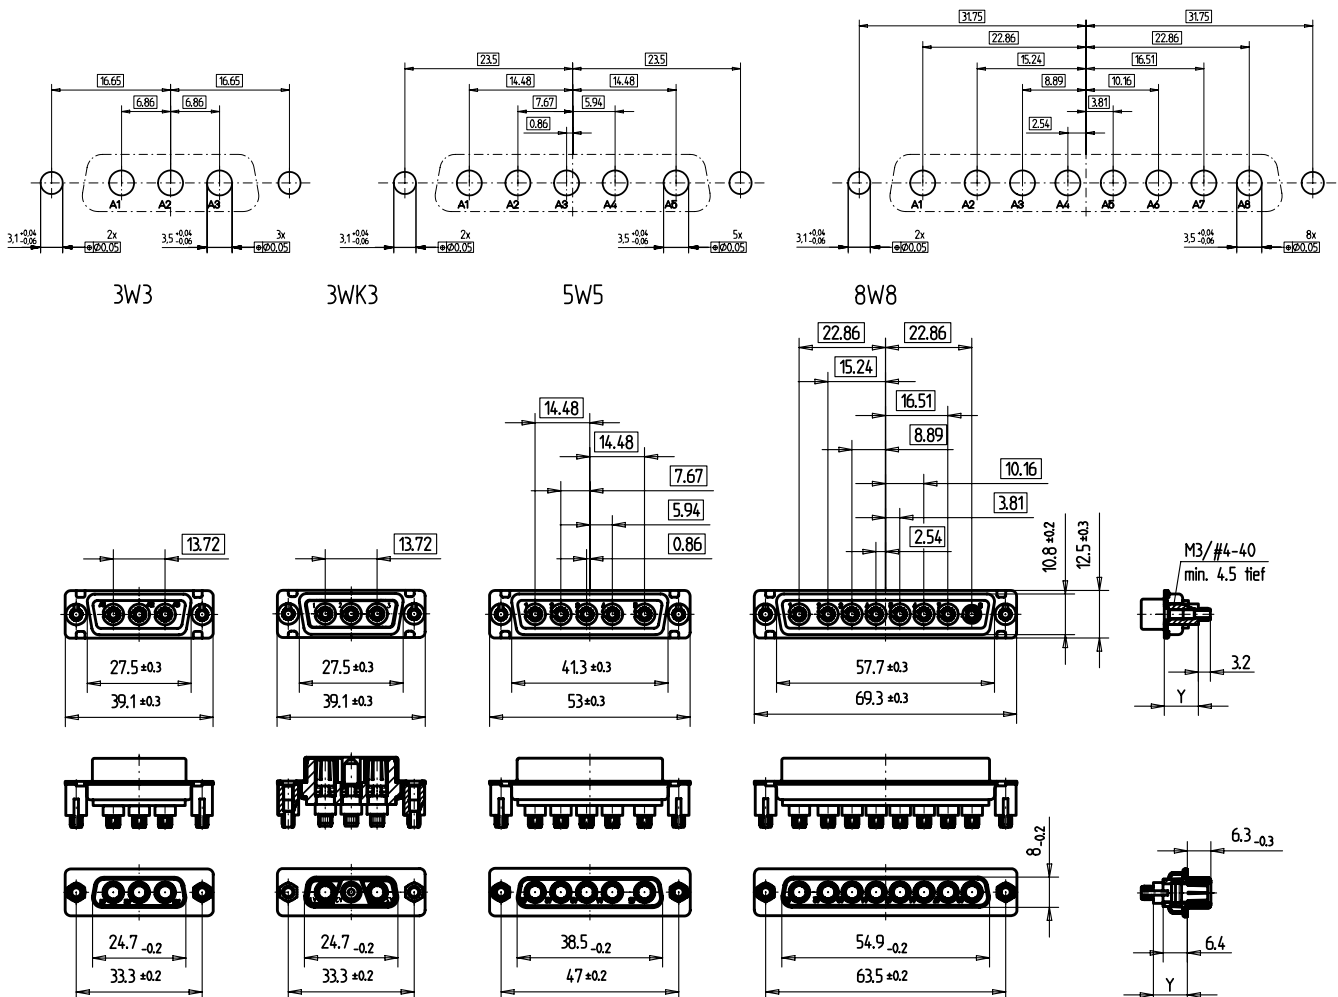 31.75 31.75
22.86 22.86
23.5 23.5 15.24 16.51
16.65 16.65 14.48 14.48 8.89 10.16
6.86 6.86 7.67 5.94 3.81
0.86 2.54
A1 A2 A3 A1 A2 A3 A4 A5 A1 A2 A3 A4 A5 A6 A7 A8
3,1 +0.04 -0.06 2x ⌖Ø0.05 3,5 +0.04 -0.06 3x ⌖Ø0.05 3,1 +0.04 -0.06 2x ⌖Ø0.05 3,5 +0.04 -0.06 5x ⌖Ø0.05 3,1 +0.04 -0.06 2x ⌖Ø0.05 3,5 +0.04 -0.06 8x ⌖Ø0.05
3W3 3WK3 5W5 8W8
22.86 22.86
15.24
14.48 16.51
14.48 8.89
7.67 10.16
5.94 3.81
13.72 13.72 0.86 2.54
10.8 ±0.2 12.5 ±0.3
M3/#4-40
min. 4.5 tief
27.5 ±0.3 27.5 ±0.3 41.3 ±0.3 57.7 ±0.3 3.2
39.1 ±0.3 39.1 ±0.3 53 ±0.3 69.3 ±0.3 Y
8 -0.2 6.3 -0.3
24.7 -0.2 24.7 -0.2 38.5 -0.2 54.9 -0.2 6.4
33.3 ±0.2 33.3 ±0.2 47 ±0.2 63.5 ±0.2 Y